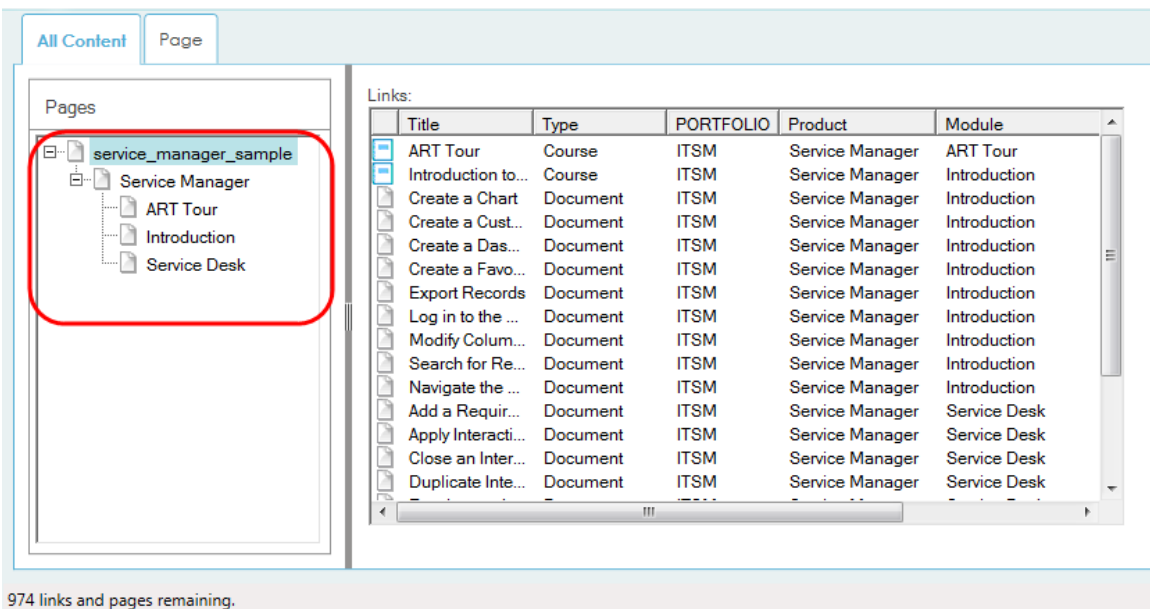 All Content Page
Pages
service_manager_sample
Service Manager
ART Tour
Introduction
Service Desk
Links:
Title Type PORTFOLIO Product Module
ART Tour Course ITSM Service Manager ART Tour
Introduction to... Course ITSM Service Manager Introduction
Create a Chart Document ITSM Service Manager Introduction
Create a Cust... Document ITSM Service Manager Introduction
Create a Das... Document ITSM Service Manager Introduction
Create a Favo... Document ITSM Service Manager Introduction
Export Records Document ITSM Service Manager Introduction
Log in to the ... Document ITSM Service Manager Introduction
Modify Colum... Document ITSM Service Manager Introduction
Search for Re... Document ITSM Service Manager Introduction
Navigate the ... Document ITSM Service Manager Introduction
Add a Requir... Document ITSM Service Manager Service Desk
Apply Interacti... Document ITSM Service Manager Service Desk
Close an Inter... Document ITSM Service Manager Service Desk
Duplicate Inte... Document ITSM Service Manager Service Desk
974 links and pages remaining.